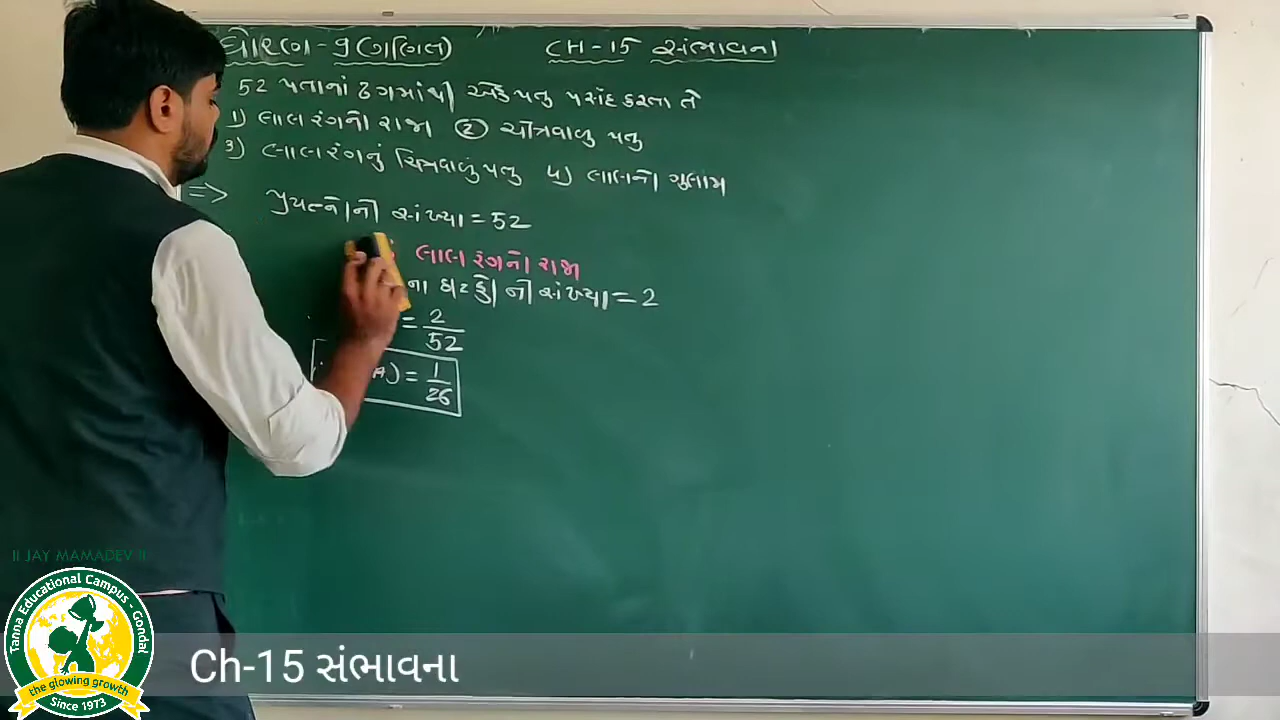 ધોરણ - 9 (ગણિત) CH-15 સંભાવના
52 પતાનાં ઢગમાંથી એક પતુ પસંદ કરતા તે
1) લાલ રંગનો રાજા ② ચિત્રવાળુ પતુ
3) લાલ રંગનું ચિત્રવાળું પતુ 4) લાલનો ગુલામ
=> પ્રયત્નોની સંખ્યા = 52
લાલ રંગનો રાજા
ના ઘટકોની સંખ્યા = 2
= 2/52
A) = 1/26
II JAY MAMADEV II
Tanna Educational Campus - Gondal
the growing growth
Since 1973
Ch-15 સંભાવના